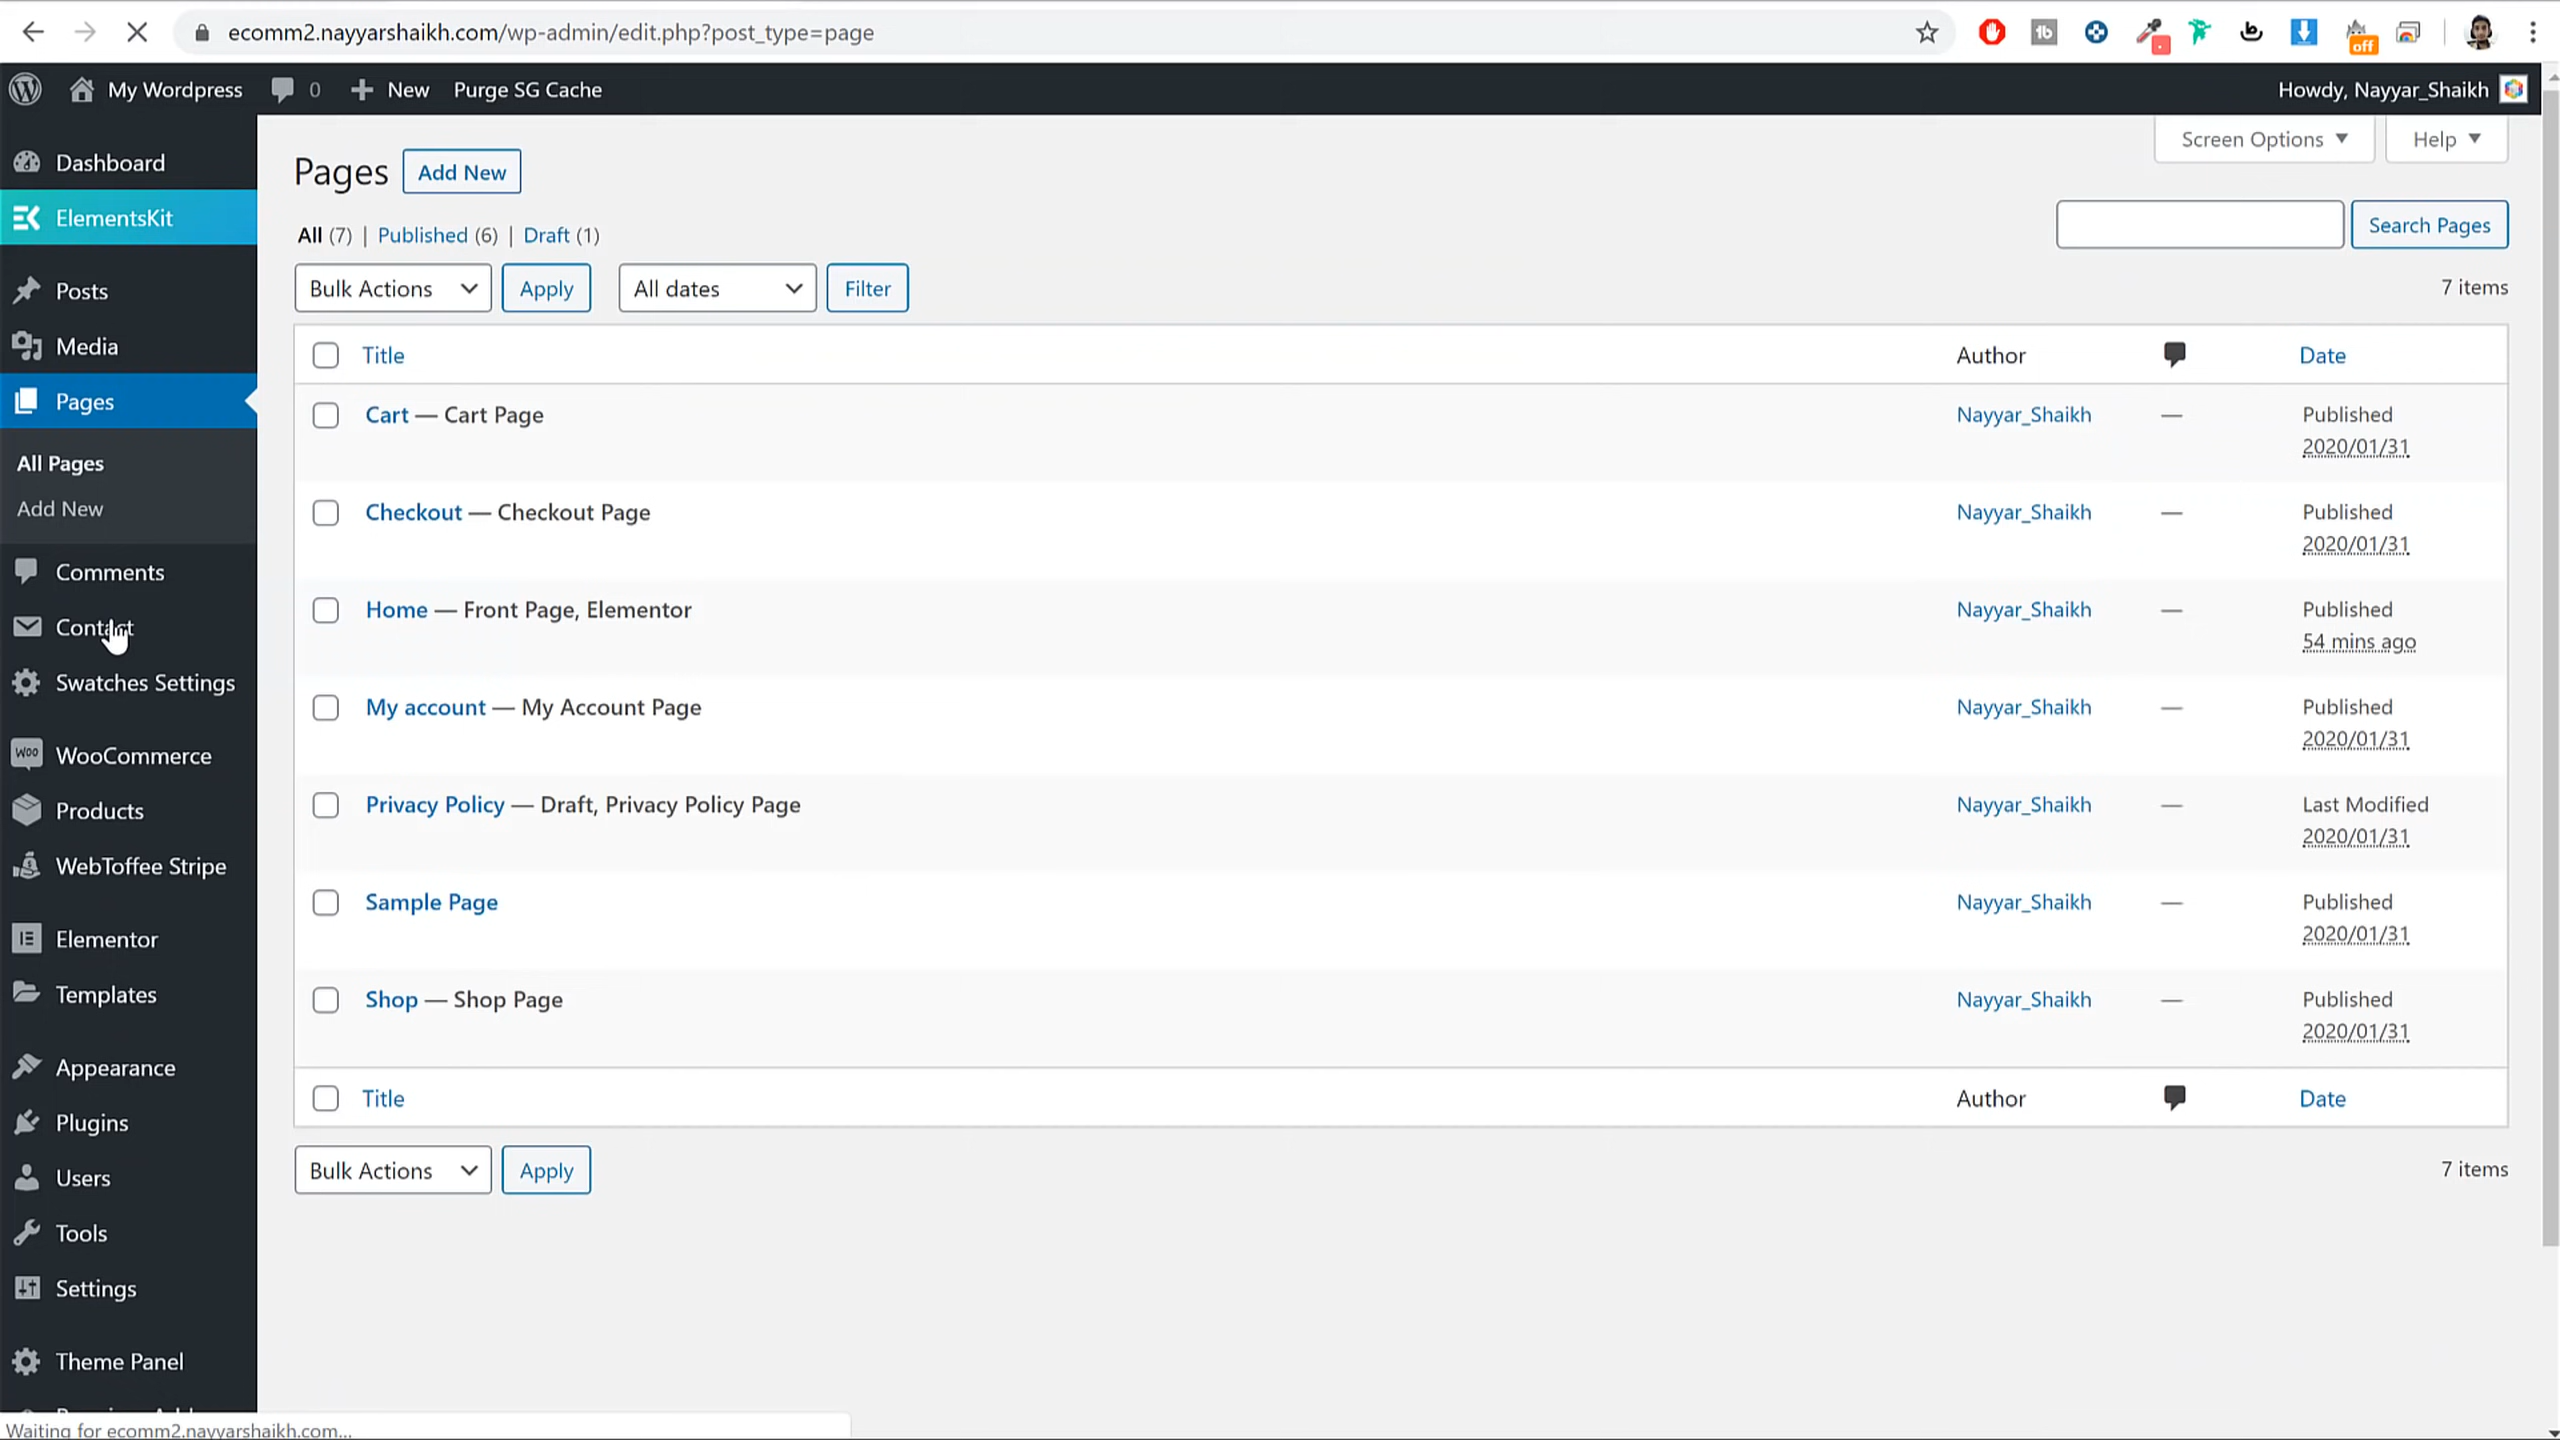 ecomm2.nayyarshaikh.com/wp-admin/edit.php?post_type=page
off
My Wordpress 0 New Purge SG Cache Howdy, Nayyar_Shaikh
Dashboard
ElementsKit
Posts
Media
Pages
All Pages
Add New
Comments
Contact
Swatches Settings
WooCommerce
Products
WebToffee Stripe
Elementor
Templates
Appearance
Plugins
Users
Tools
Settings
Theme Panel
Waiting for ecomm2.nayyarshaikh.com...
Screen Options Help
Pages Add New
All (7) | Published (6) | Draft (1)
Search Pages
Bulk Actions Apply All dates Filter 7 items
Title Author Date
Cart — Cart Page Nayyar_Shaikh — Published
2020/01/31
Checkout — Checkout Page Nayyar_Shaikh — Published
2020/01/31
Home — Front Page, Elementor Nayyar_Shaikh — Published
54 mins ago
My account — My Account Page Nayyar_Shaikh — Published
2020/01/31
Privacy Policy — Draft, Privacy Policy Page Nayyar_Shaikh — Last Modified
2020/01/31
Sample Page Nayyar_Shaikh — Published
2020/01/31
Shop — Shop Page Nayyar_Shaikh — Published
2020/01/31
Title Author Date
Bulk Actions Apply 7 items